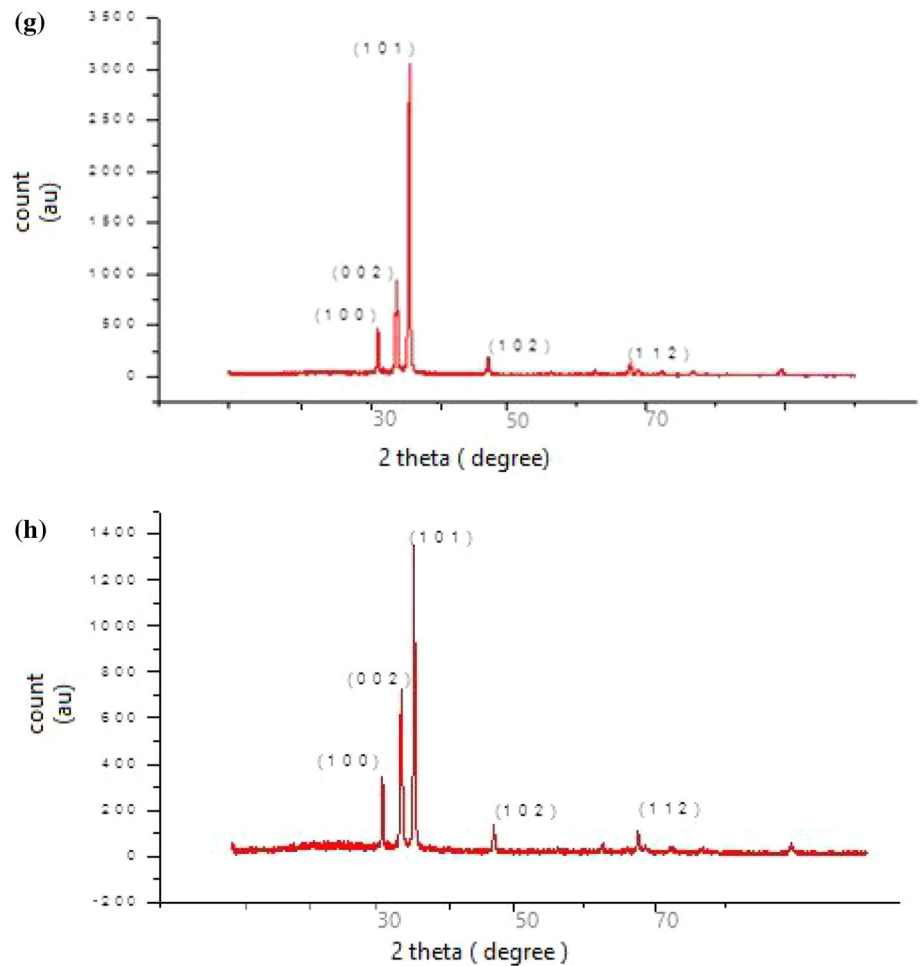 (g)
3500
3000
2500
2000
1500
1000
500
0
count
(au)
(101)
(002)
(100)
(102)
(112)
30 50 70
2 theta ( degree)
(h)
1400
1200
1000
800
600
400
200
0
-200
count
(au)
(101)
(002)
(100)
(102)
(112)
30 50 70
2 theta ( degree )